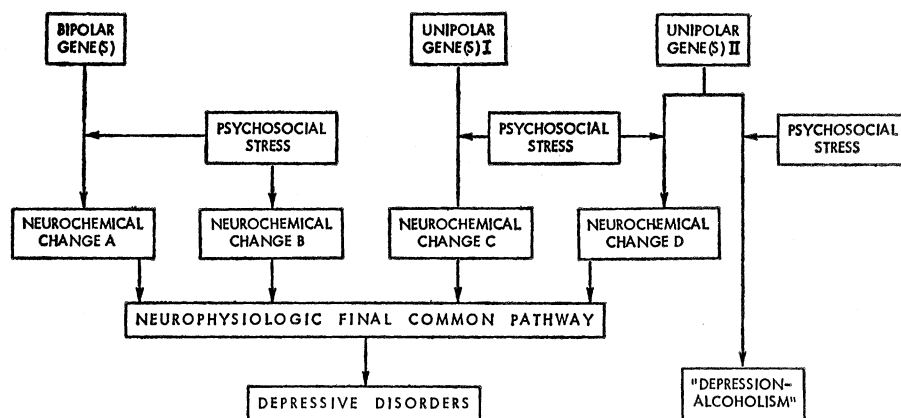 BIPOLAR
GENE(S)
UNIPOLAR
GENE(S) I
UNIPOLAR
GENE(S) II
PSYCHOSOCIAL
STRESS
PSYCHOSOCIAL
STRESS
PSYCHOSOCIAL
STRESS
NEUROCHEMICAL
CHANGE A
NEUROCHEMICAL
CHANGE B
NEUROCHEMICAL
CHANGE C
NEUROCHEMICAL
CHANGE D
NEUROPHYSIOLOGIC FINAL COMMON PATHWAY
DEPRESSIVE DISORDERS
"DEPRESSION-
ALCOHOLISM"